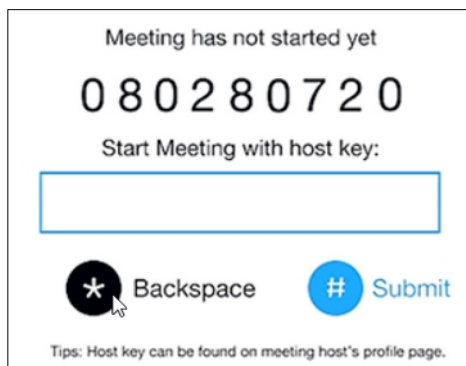 Meeting has not started yet
080280720
Start Meeting with host key:
* Backspace # Submit
Tips: Host key can be found on meeting host's profile page.